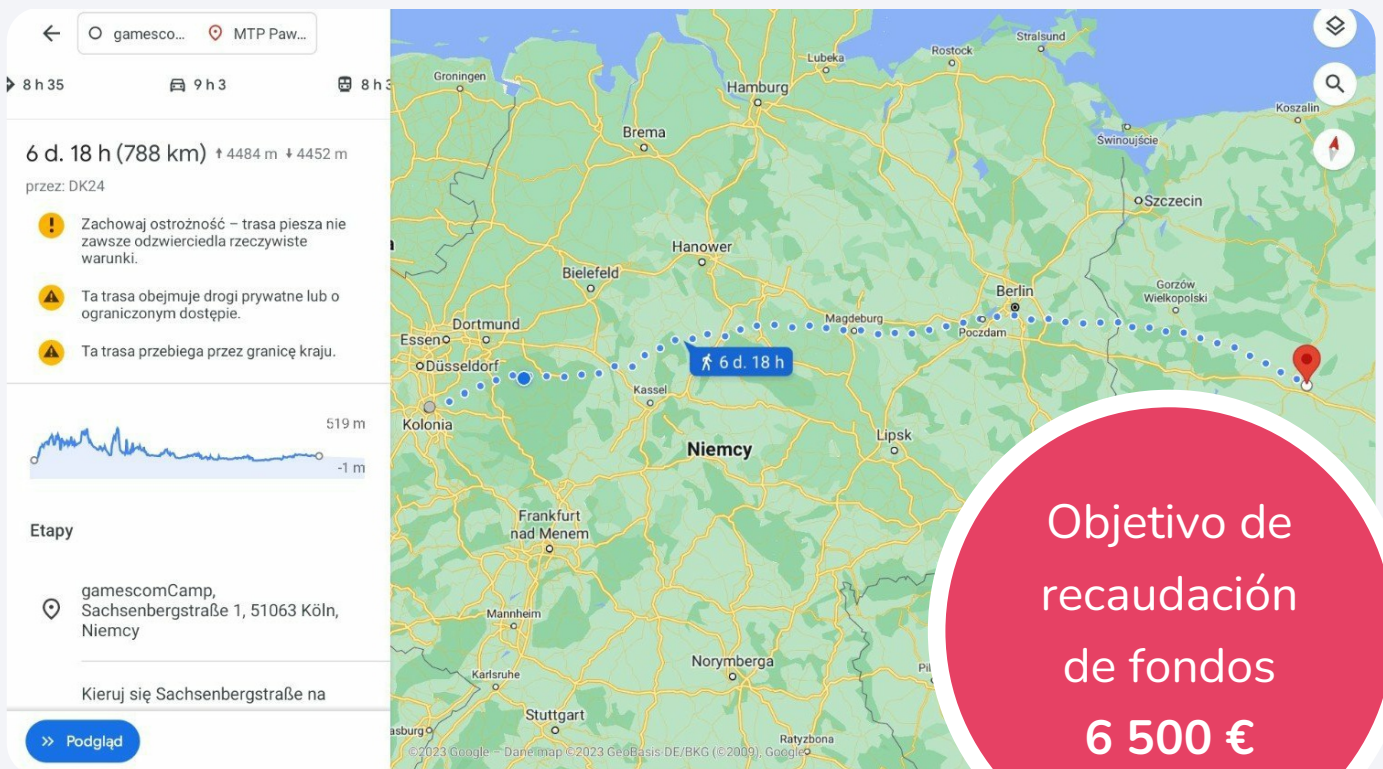 gamesco...
MTP Paw...
8 h 35
9 h 3
8 h 3
6 d. 18 h (788 km) 4484 m 4452 m
przez: DK24
Zachowaj ostrożność – trasa piesza nie
zawsze odzwierciedla rzeczywiste
warunki.
Ta trasa obejmuje drogi prywatne lub o
ograniczonym dostępie.
Ta trasa przebiega przez granicę kraju.
519 m
-1 m
Etapy
gamescomCamp,
Sachsenbergstraße 1, 51063 Köln,
Niemcy
Kieruj się Sachsenbergstraße na
Podgląd
Stralsund
Rostock
Lubeka
Groningen
Hamburg
Koszalin
Brema
Świnoujście
Szczecin
Hanower
Bielefeld
Berlin
Gorzów
Wielkopolski
Magdeburg
Poczdam
Dortmund
Essen
Düsseldorf
6 d. 18 h
Kassel
Kolonia
Lipsk
Niemcy
Frankfurt
nad Menem
Mannheim
Norymberga
Karlsruhe
Stuttgart
Ratyzbona
©2023 Google – Dane map ©2023 GeoBasis-DE/BKG (©2009), Google
Objetivo de
recaudación
de fondos
6 500 €